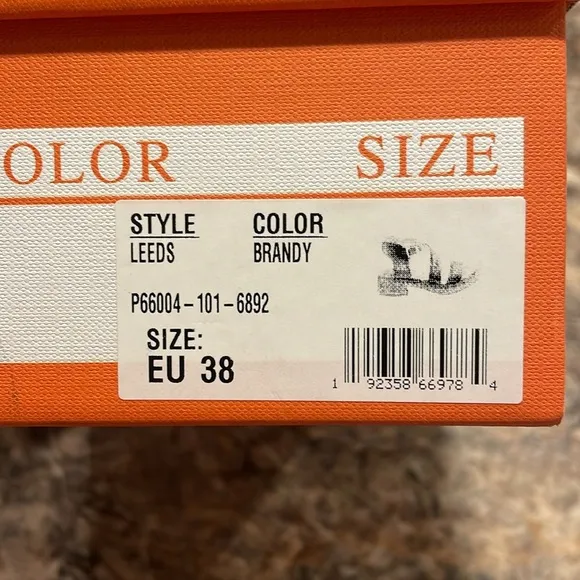 OLOR SIZE
STYLE COLOR
LEEDS BRANDY
P66004-101-6892
SIZE:
EU 38
1 92358 66978 4